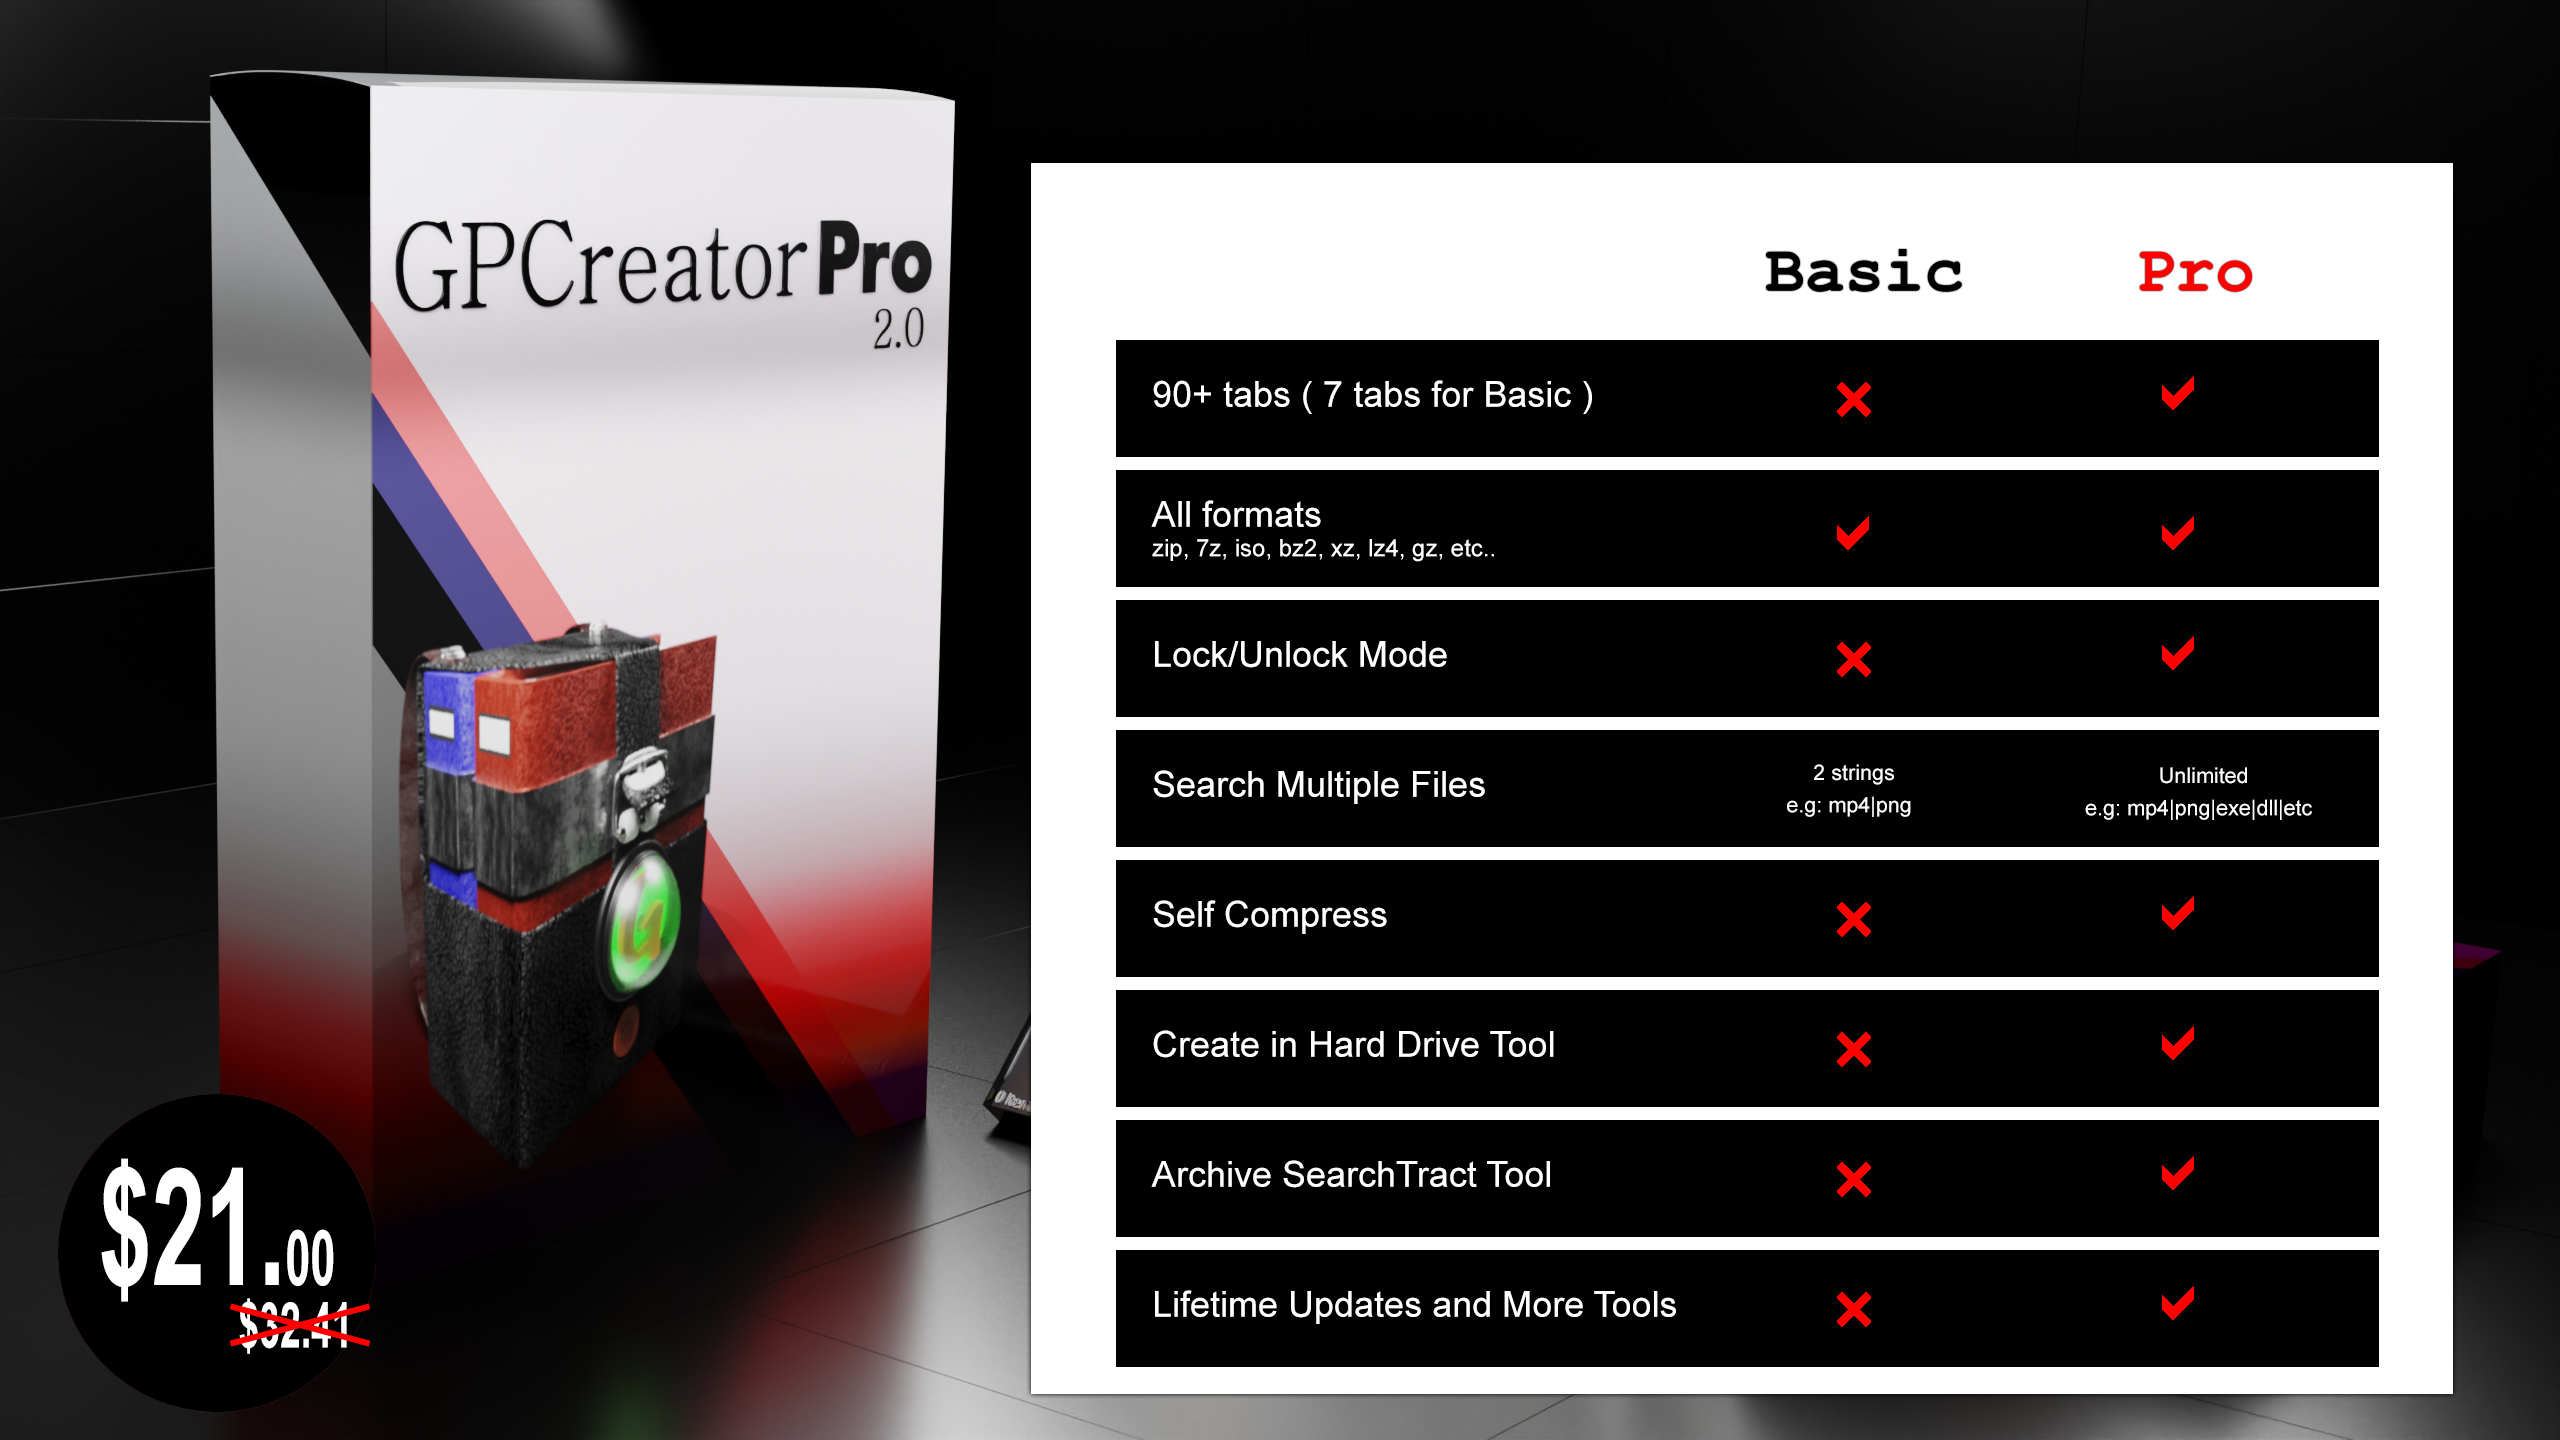 GPCreator Pro
2.0
Basic Pro
90+ tabs ( 7 tabs for Basic )
All formats
zip, 7z, iso, bz2, xz, lz4, gz, etc..
Lock/Unlock Mode
Search Multiple Files
2 strings
e.g: mp4|png
Unlimited
e.g: mp4|png|exe|dll|etc
Self Compress
Create in Hard Drive Tool
Archive SearchTract Tool
Lifetime Updates and More Tools
$21.00
$32.41